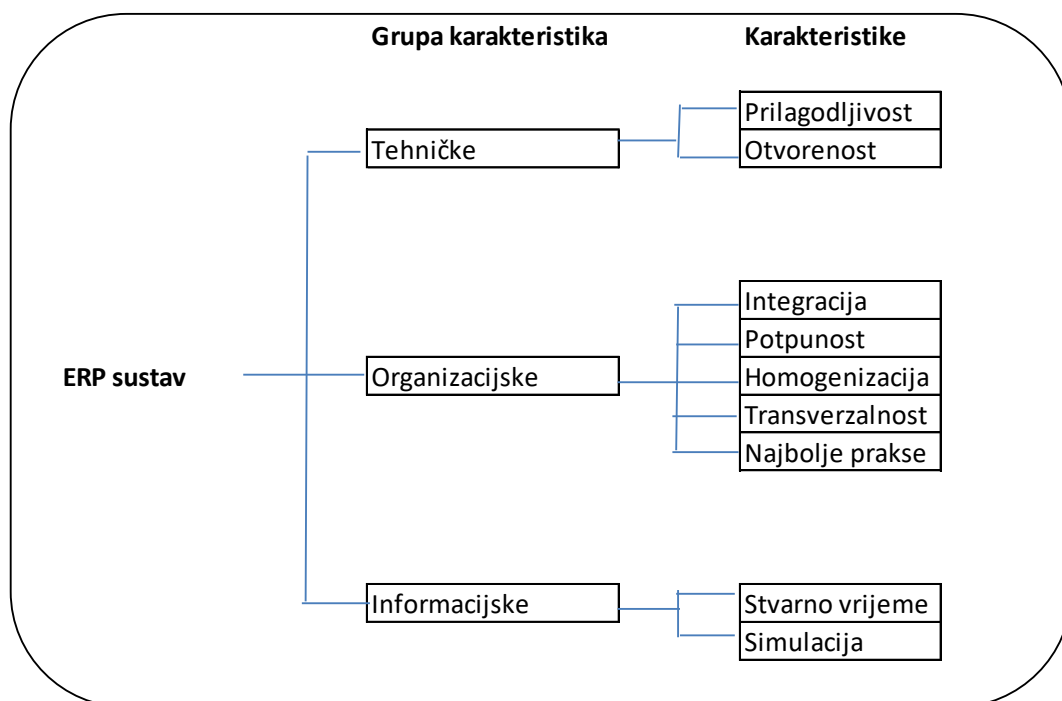 Grupa karakteristika
Karakteristike
Prilagodljivost
Tehničke
Otvorenost
Integracija
Potpunost
ERP sustav
Organizacijske
Homogenizacija
Transverzalnost
Najbolje prakse
Informacijske
Stvarno vrijeme
Simulacija